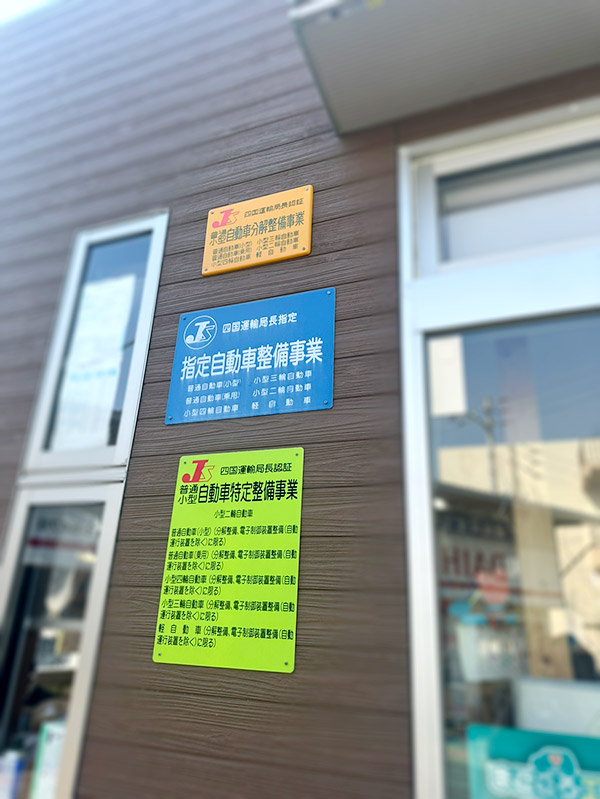 JS 四国運輸局長認証
普通
小型 自動車分解整備事業
普通自動車(小型) 小型三輪自動車
普通自動車(乗用) 小型二輪自動車
小型四輪自動車 軽自動車
JS 四国運輸局長指定
指定自動車整備事業
普通自動車(小型) 小型三輪自動車
普通自動車(乗用) 小型二輪自動車
小型四輪自動車 軽自動車
JS 四国運輸局長認証
普通
小型 自動車特定整備事業
小型二輪自動車
普通自動車(小型)(分解整備、電子制御装置整備(自動
運行装置を除く)に限る)
普通自動車(乗用)(分解整備、電子制御装置整備(自動
運行装置を除く)に限る)
小型四輪自動車(分解整備、電子制御装置整備(自動
運行装置を除く)に限る)
小型三輪自動車(分解整備、電子制御装置整備(自動
運行装置を除く)に限る)
軽自動車(分解整備、電子制御装置整備(自動
運行装置を除く)に限る)
DAIH